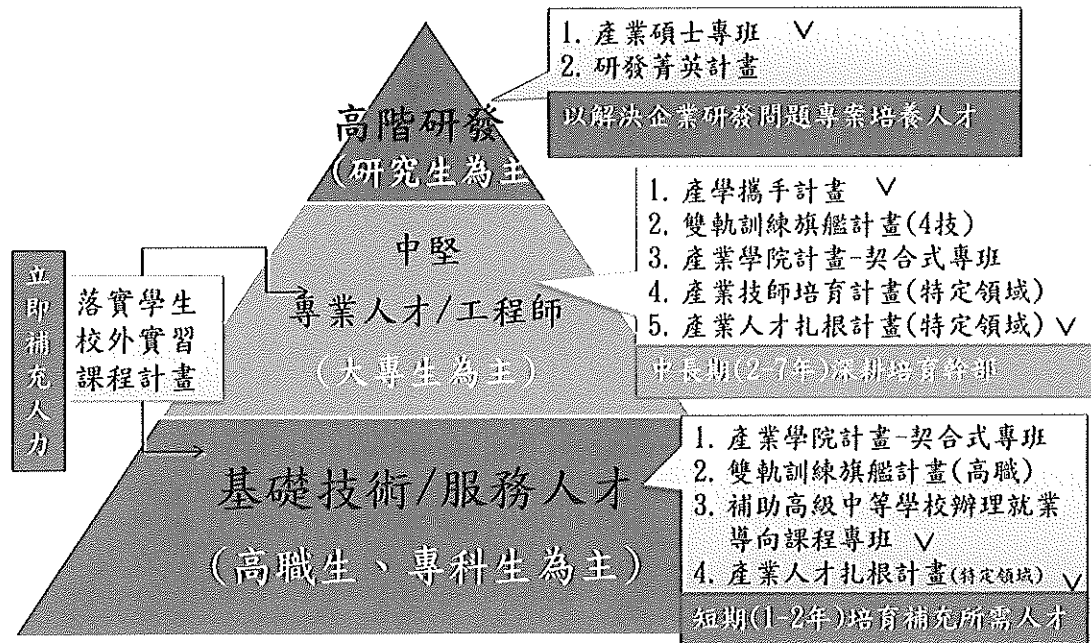 1. 產業碩士專班 ∨
2. 研發菁英計畫
以解決企業研發問題專案培養人才
高階研發
(研究生為主
1. 產學攜手計畫 ∨
2. 雙軌訓練旗艦計畫(4技)
3. 產業學院計畫-契合式專班
4. 產業技師培育計畫(特定領域)
5. 產業人才扎根計畫(特定領域) ∨
中長期(2-7年)深耕培育幹部
中堅
專業人才/工程師
(大專生為主)
立即補充人力
落實學生
校外實習
課程計畫
1. 產業學院計畫-契合式專班
2. 雙軌訓練旗艦計畫(高職)
3. 補助高級中等學校辦理就業
導向課程專班 ∨
4. 產業人才扎根計畫(特定領域) ∨
短期(1-2年)培育補充所需人才
基礎技術/服務人才
(高職生、專科生為主)